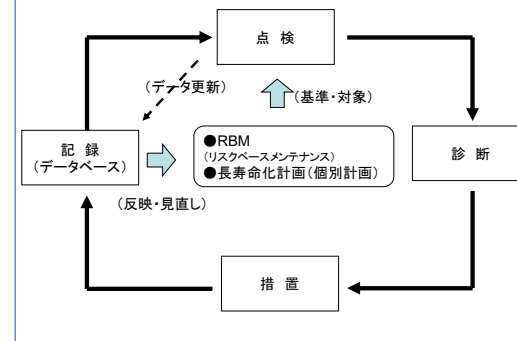 点 検
(データ更新)
(基準・対象)
記 録
(データベース)
●RBM
(リスクベースメンテナンス)
●長寿命化計画(個別計画)
診 断
(反映・見直し)
措 置